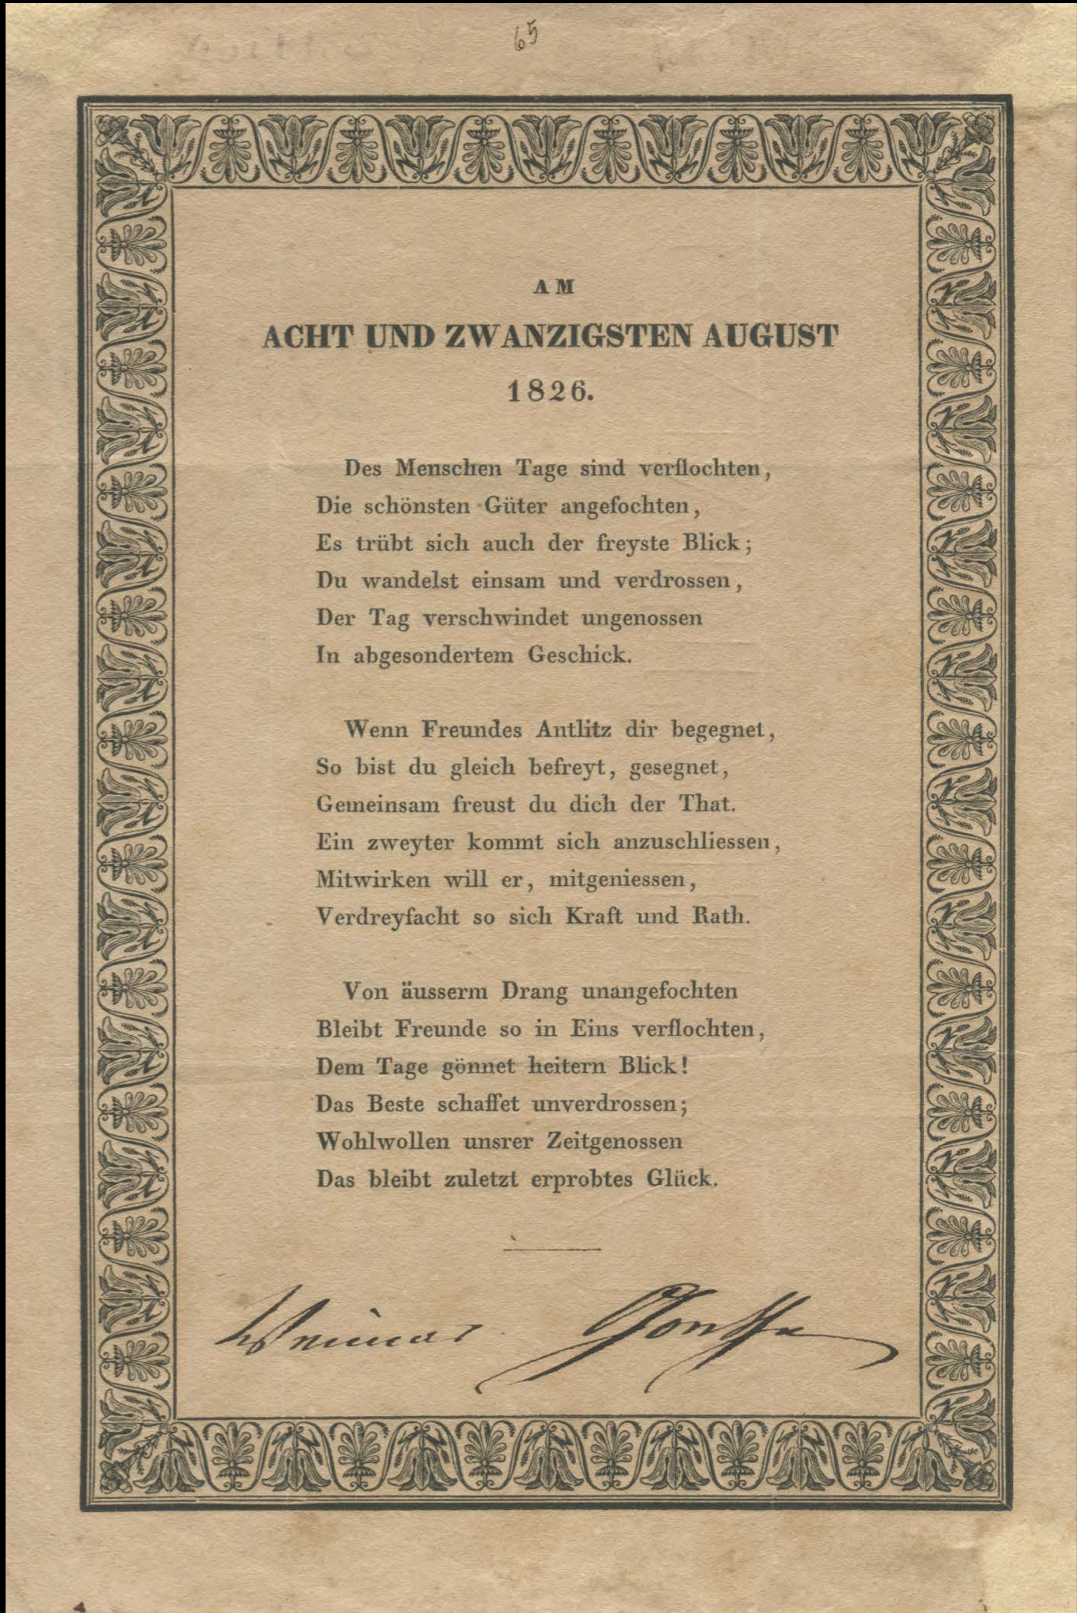 65
AM
ACHT UND ZWANZIGSTEN AUGUST
1826.
Des Menschen Tage sind verflochten,
Die schönsten Güter angefochten,
Es trübt sich auch der freyste Blick;
Du wandelst einsam und verdrossen,
Der Tag verschwindet ungenossen
In abgesondertem Geschick.
Wenn Freundes Antlitz dir begegnet,
So bist du gleich befreyt, gesegnet,
Gemeinsam freust du dich der That.
Ein zweyter kommt sich anzuschliessen,
Mitwirken will er, mitgeniessen,
Verdreyfacht so sich Kraft und Rath.
Von äusserm Drang unangefochten
Bleibt Freunde so in Eins verflochten,
Dem Tage gönnet heitern Blick!
Das Beste schaffet unverdrossen;
Wohlwollen unsrer Zeitgenossen
Das bleibt zuletzt erprobtes Glück.
Weimar. Goethe